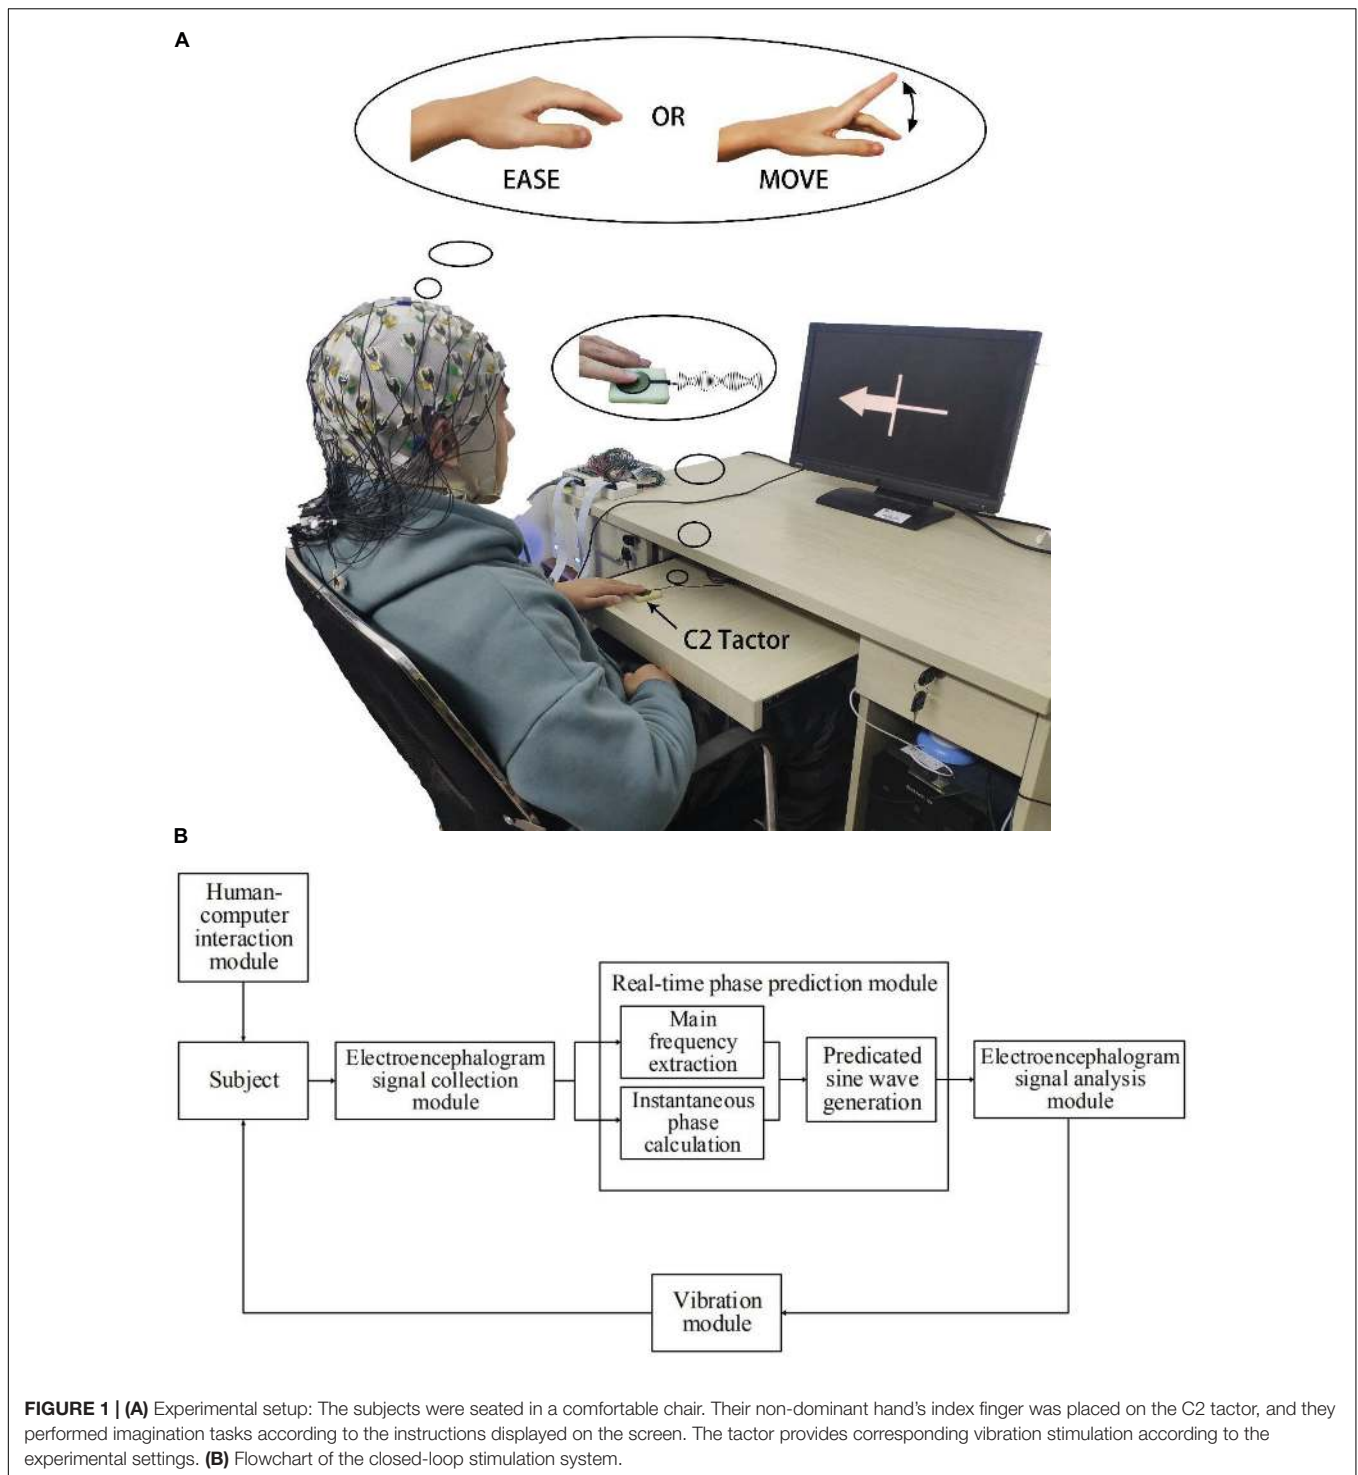 A
OR
EASE
MOVE
C2 Tactor
B
Human-
computer
interaction
module
Real-time phase prediction module
Main
frequency
extraction
Subject
Electroencephalogram
signal collection
module
Predicated
sine wave
generation
Electroencephalogram
signal analysis
module
Instantaneous
phase
calculation
Vibration
module
FIGURE 1 | (A) Experimental setup: The subjects were seated in a comfortable chair. Their non-dominant hand's index finger was placed on the C2 tactor, and they
performed imagination tasks according to the instructions displayed on the screen. The tactor provides corresponding vibration stimulation according to the
experimental settings. (B) Flowchart of the closed-loop stimulation system.